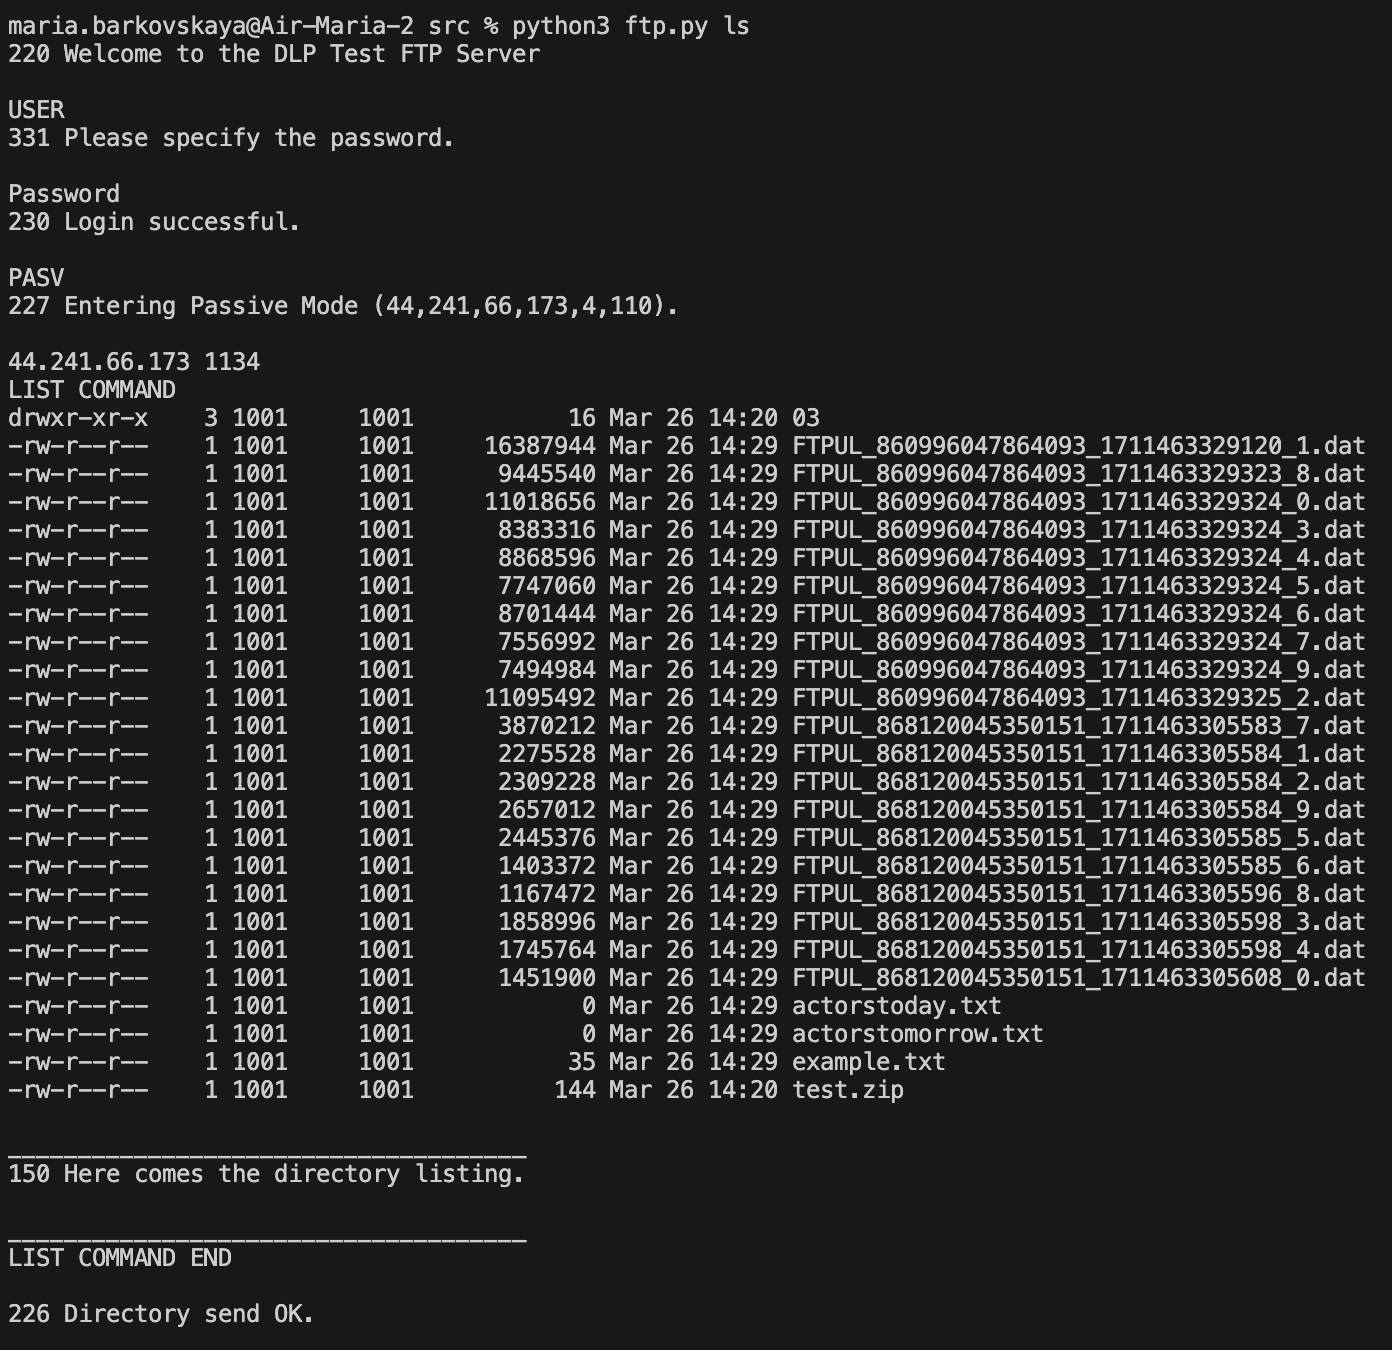 maria.barkovskaya@Air-Maria-2 src % python3 ftp.py ls
220 Welcome to the DLP Test FTP Server
USER
331 Please specify the password.
Password
230 Login successful.
PASV
227 Entering Passive Mode (44,241,66,173,4,110).
44.241.66.173 1134
LIST COMMAND
drwxr-xr-x    3 1001     1001           16 Mar 26 14:20 03
-rw-r--r--    1 1001     1001     16387944 Mar 26 14:29 FTPUL_860996047864093_1711463329120_1.dat
-rw-r--r--    1 1001     1001      9445540 Mar 26 14:29 FTPUL_860996047864093_1711463329323_8.dat
-rw-r--r--    1 1001     1001     11018656 Mar 26 14:29 FTPUL_860996047864093_1711463329324_0.dat
-rw-r--r--    1 1001     1001      8383316 Mar 26 14:29 FTPUL_860996047864093_1711463329324_3.dat
-rw-r--r--    1 1001     1001      8868596 Mar 26 14:29 FTPUL_860996047864093_1711463329324_4.dat
-rw-r--r--    1 1001     1001      7747060 Mar 26 14:29 FTPUL_860996047864093_1711463329324_5.dat
-rw-r--r--    1 1001     1001      8701444 Mar 26 14:29 FTPUL_860996047864093_1711463329324_6.dat
-rw-r--r--    1 1001     1001      7556992 Mar 26 14:29 FTPUL_860996047864093_1711463329324_7.dat
-rw-r--r--    1 1001     1001      7494984 Mar 26 14:29 FTPUL_860996047864093_1711463329324_9.dat
-rw-r--r--    1 1001     1001     11095492 Mar 26 14:29 FTPUL_860996047864093_1711463329325_2.dat
-rw-r--r--    1 1001     1001      3870212 Mar 26 14:29 FTPUL_868120045350151_1711463305583_7.dat
-rw-r--r--    1 1001     1001      2275528 Mar 26 14:29 FTPUL_868120045350151_1711463305584_1.dat
-rw-r--r--    1 1001     1001      2309228 Mar 26 14:29 FTPUL_868120045350151_1711463305584_2.dat
-rw-r--r--    1 1001     1001      2657012 Mar 26 14:29 FTPUL_868120045350151_1711463305584_9.dat
-rw-r--r--    1 1001     1001      2445376 Mar 26 14:29 FTPUL_868120045350151_1711463305585_5.dat
-rw-r--r--    1 1001     1001      1403372 Mar 26 14:29 FTPUL_868120045350151_1711463305585_6.dat
-rw-r--r--    1 1001     1001      1167472 Mar 26 14:29 FTPUL_868120045350151_1711463305596_8.dat
-rw-r--r--    1 1001     1001      1858996 Mar 26 14:29 FTPUL_868120045350151_1711463305598_3.dat
-rw-r--r--    1 1001     1001      1745764 Mar 26 14:29 FTPUL_868120045350151_1711463305598_4.dat
-rw-r--r--    1 1001     1001      1451900 Mar 26 14:29 FTPUL_868120045350151_1711463305608_0.dat
-rw-r--r--    1 1001     1001            0 Mar 26 14:29 actorstoday.txt
-rw-r--r--    1 1001     1001            0 Mar 26 14:29 actorstomorrow.txt
-rw-r--r--    1 1001     1001           35 Mar 26 14:29 example.txt
-rw-r--r--    1 1001     1001          144 Mar 26 14:20 test.zip
_____________________________________
150 Here comes the directory listing.
_____________________________________
LIST COMMAND END
226 Directory send OK.